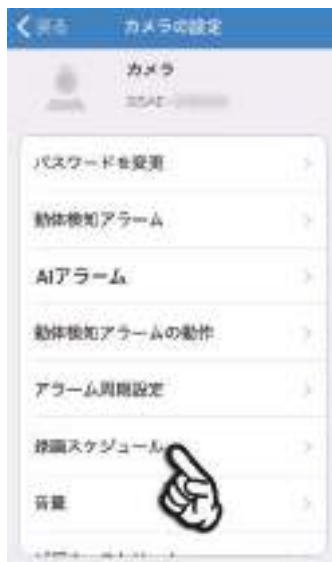 戻る カメラの設定
カメラ
パスワードを変更
動体検知アラーム
AIアラーム
動体検知アラームの動作
アラーム周期設定
録画スケジュール
音量